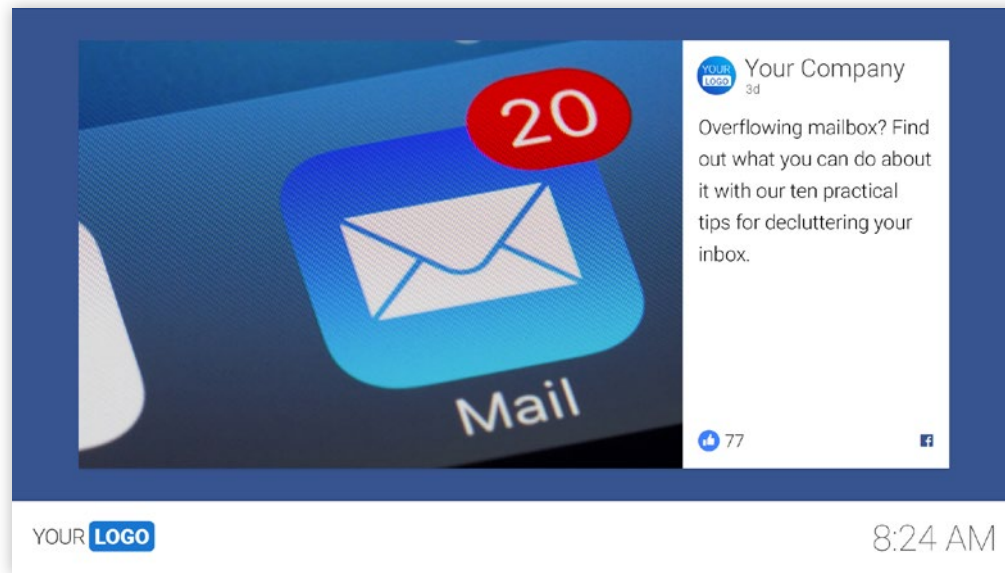 20
Mail
YOUR
LOGO
Your Company
3d
Overflowing mailbox? Find
out what you can do about
it with our ten practical
tips for decluttering your
inbox.
77
f
YOUR LOGO
8:24 AM